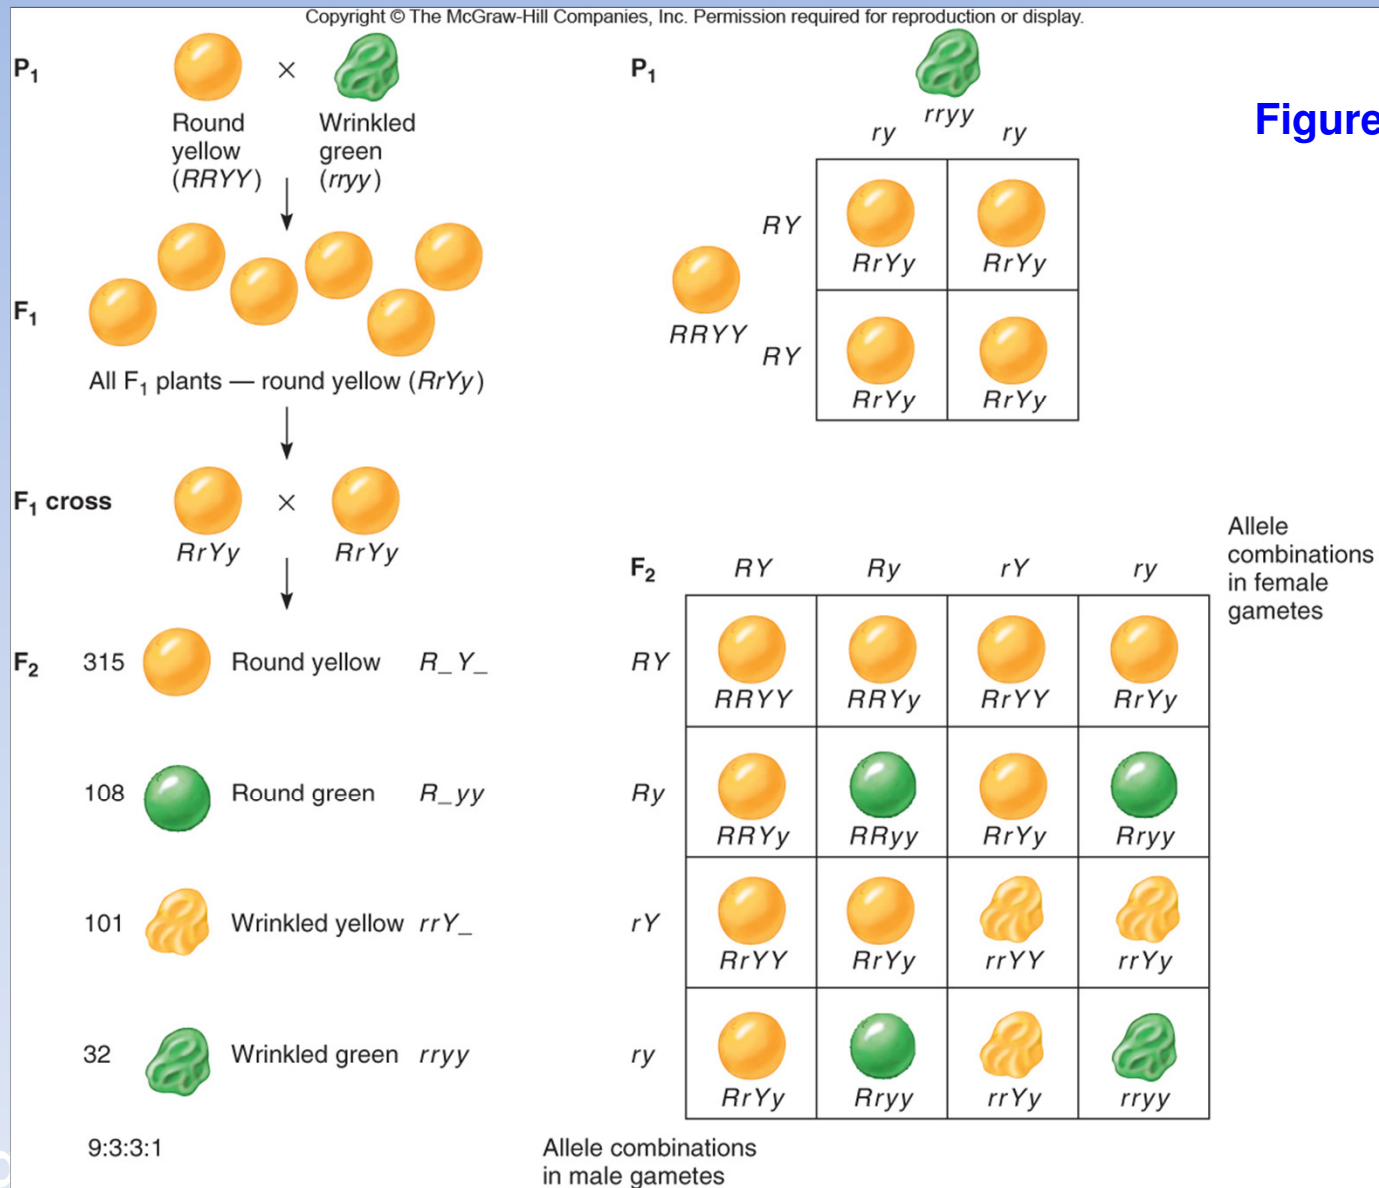 Copyright © The McGraw-Hill Companies, Inc. Permission required for reproduction or display.
P1
×
Round
yellow
(RRYY)
Wrinkled
green
(rryy)
F1
All F1 plants — round yellow (RrYy)
F1 cross
×
RrYy RrYy
F2 315 Round yellow R_Y_
108 Round green R_yy
101 Wrinkled yellow rrY_
32 Wrinkled green rryy
9:3:3:1
P1
rryy
ry ry
RRYY
RY
RrYy RrYy
RY
RrYy RrYy
Figure
F2 RY Ry rY ry
Allele
combinations
in female
gametes
RY
RRYY RRYy RrYY RrYy
Ry
RRYy RRyy RrYy Rryy
rY
RrYY RrYy rrYY rrYy
ry
RrYy Rryy rrYy rryy
Allele combinations
in male gametes